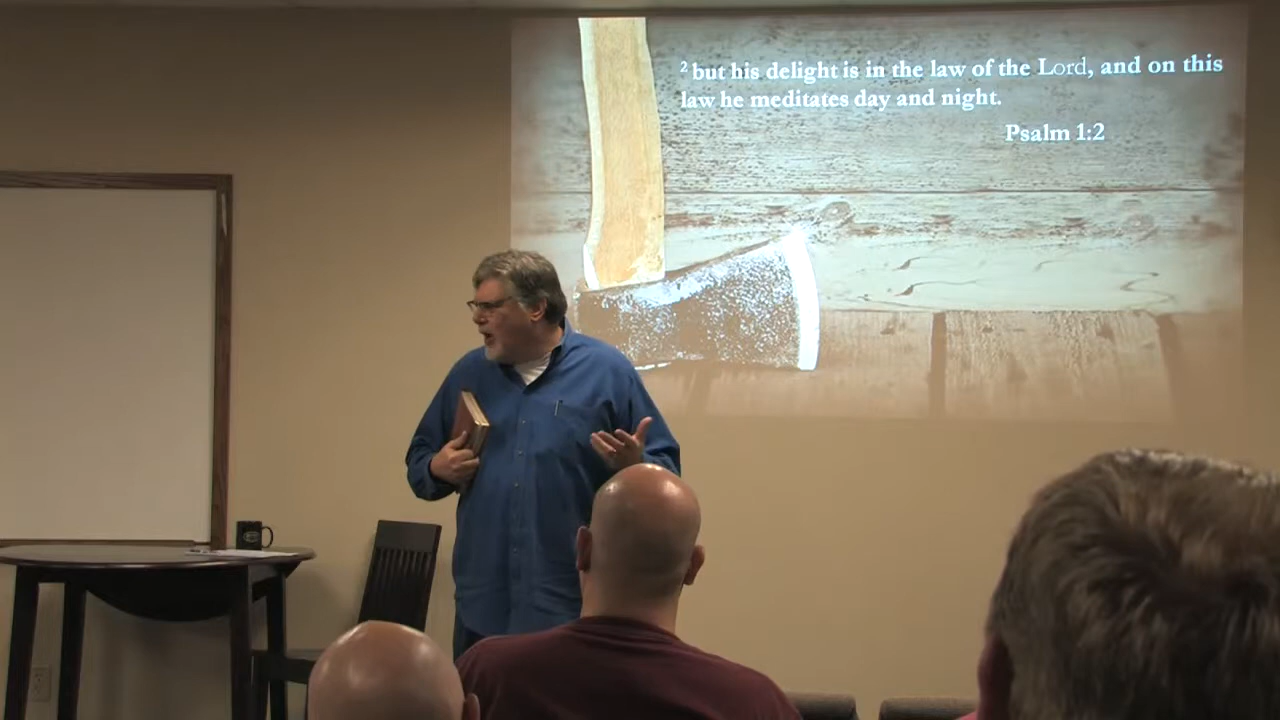 ² but his delight is in the law of the Lord, and on this
law he meditates day and night.
Psalm 1:2